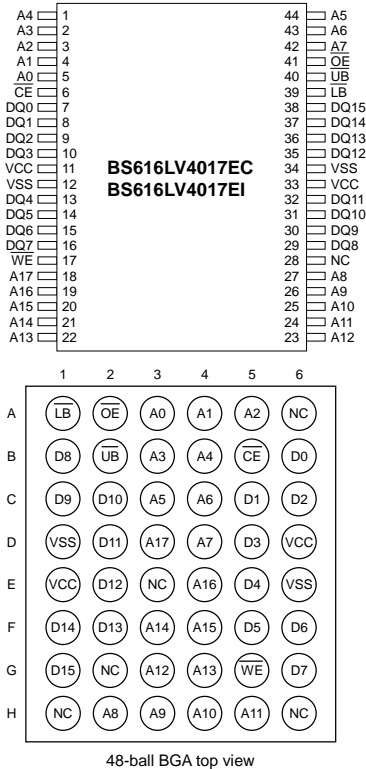 A4 1 44 A5
A3 2 43 A6
A2 3 42 A7
A1 4 41 OE
A0 5 40 UB
CE 6 39 LB
DQ0 7 38 DQ15
DQ1 8 37 DQ14
DQ2 9 36 DQ13
DQ3 10 35 DQ12
VCC 11 BS616LV4017EC 34 VSS
VSS 12 BS616LV4017EI 33 VCC
DQ4 13 32 DQ11
DQ5 14 31 DQ10
DQ6 15 30 DQ9
DQ7 16 29 DQ8
WE 17 28 NC
A17 18 27 A8
A16 19 26 A9
A15 20 25 A10
A14 21 24 A11
A13 22 23 A12
1 2 3 4 5 6
A LB OE A0 A1 A2 NC
B D8 UB A3 A4 CE D0
C D9 D10 A5 A6 D1 D2
D VSS D11 A17 A7 D3 VCC
E VCC D12 NC A16 D4 VSS
F D14 D13 A14 A15 D5 D6
G D15 NC A12 A13 WE D7
H NC A8 A9 A10 A11 NC
48-ball BGA top view